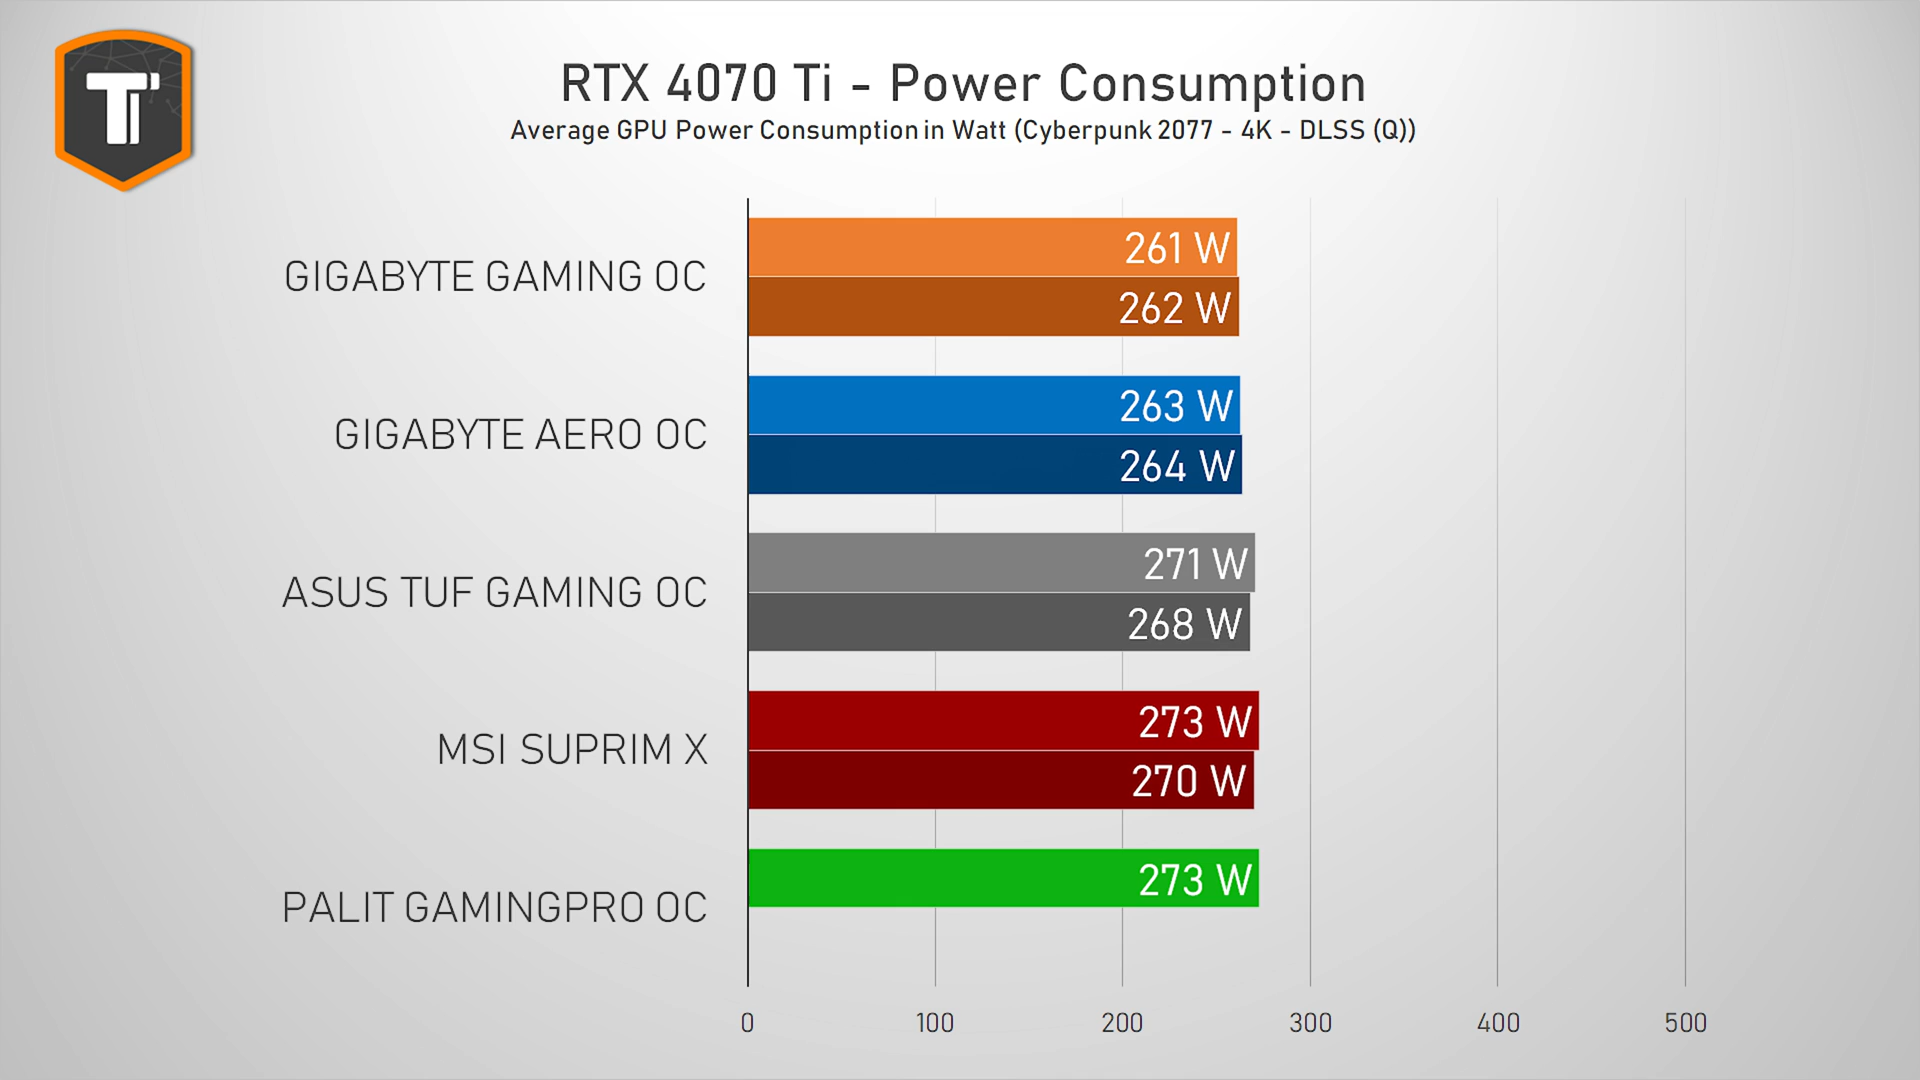 T
RTX 4070 Ti - Power Consumption
Average GPU Power Consumption in Watt (Cyberpunk 2077 - 4K - DLSS (Q))
GIGABYTE GAMING OC
261 W
262 W
GIGABYTE AERO OC
263 W
264 W
ASUS TUF GAMING OC
271 W
268 W
MSI SUPRIM X
273 W
270 W
PALIT GAMINGPRO OC
273 W
0 100 200 300 400 500